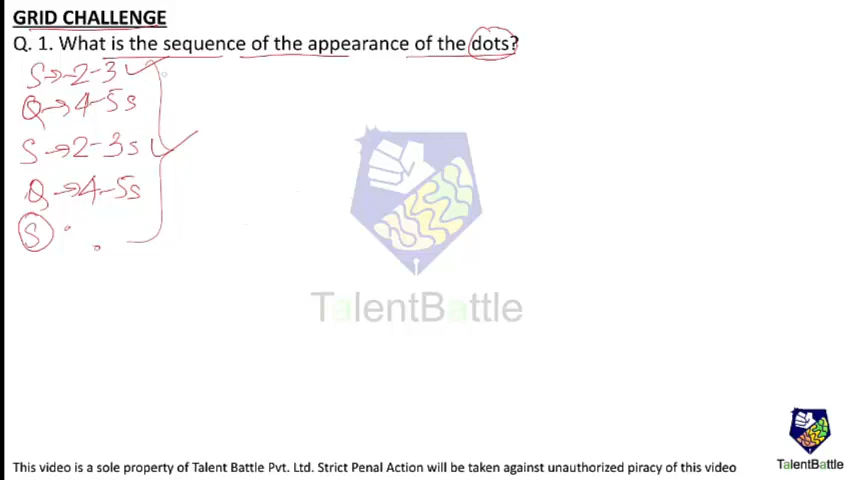 GRID CHALLENGE
Q. 1. What is the sequence of the appearance of the dots?
S → 2-3
Q → 4-5s
S → 2-3s
Q → 4-5s
S
TalentBattle
TalentBattle
This video is a sole property of Talent Battle Pvt. Ltd. Strict Penal Action will be taken against unauthorized piracy of this video